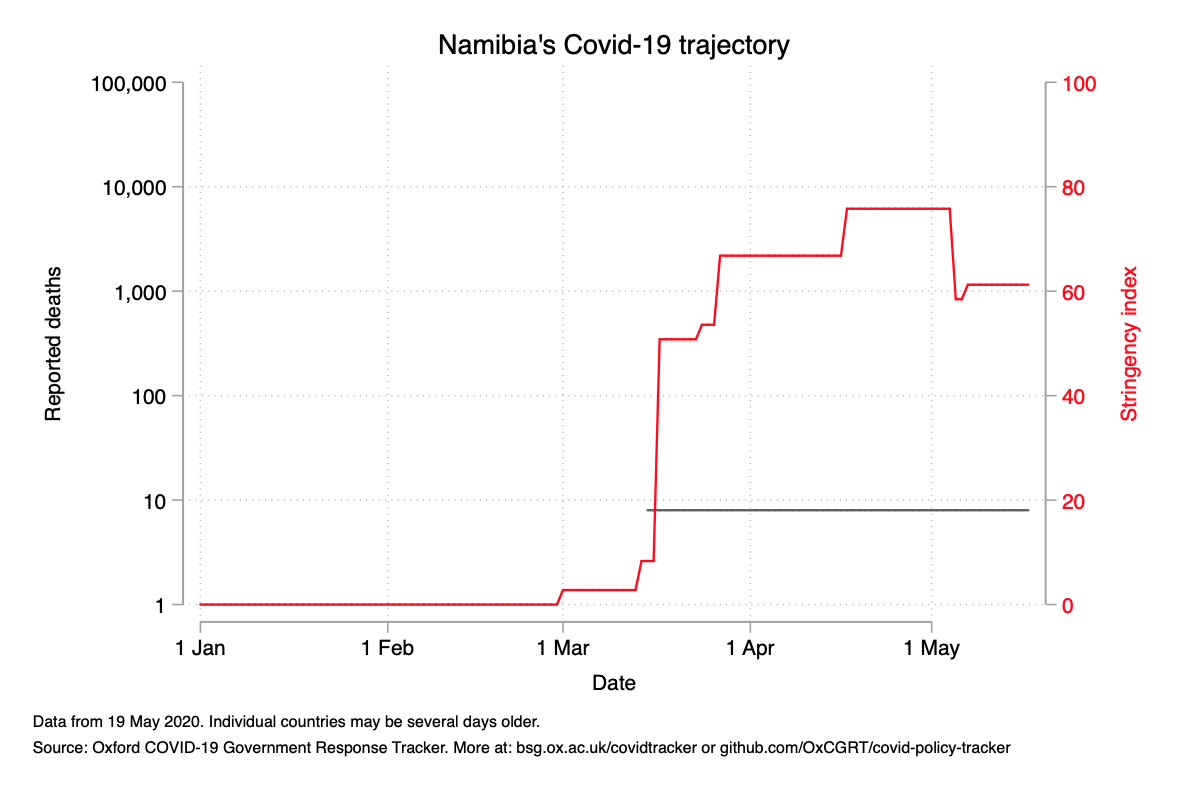 Namibia's Covid-19 trajectory
100,000
10,000
1,000
100
10
1
Reported deaths
100
80
60
40
20
0
Stringency index
1 Jan 1 Feb 1 Mar 1 Apr 1 May
Date
Data from 19 May 2020. Individual countries may be several days older.
Source: Oxford COVID-19 Government Response Tracker. More at: bsg.ox.ac.uk/covidtracker or github.com/OxCGRT/covid-policy-tracker